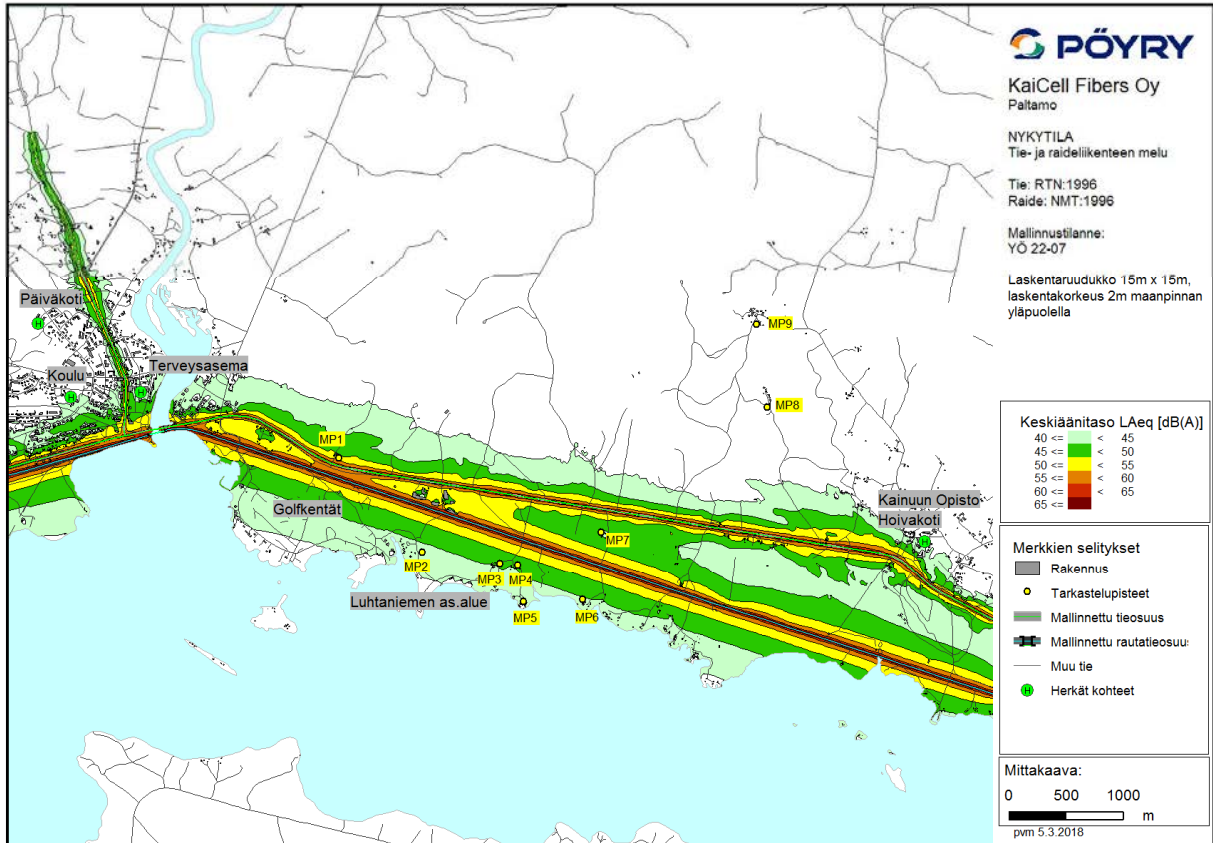 PÖYRY
KaiCell Fibers Oy
Paltamo
NYKYTILA
Tie- ja raideliikenteen melu
Tie: RTN:1996
Raide: NMT:1996
Mallinnustilanne:
YÖ 22-07
Laskentaruudukko 15m x 15m,
laskentakorkeus 2m maanpinnan
yläpuolella
Keskiäänitaso LAeq [dB(A)]
40 <= < 45
45 <= < 50
50 <= < 55
55 <= < 60
60 <= < 65
65 <=
Merkkien selitykset
Rakennus
Tarkastelupisteet
Mallinnettu tieosuus
Mallinnettu rautatieosuus
Muu tie
H Herkät kohteet
Mittakaava:
0 500 1000
m
pvm 5.3.2018
Päiväkoti
H
Koulu
H
Terveysasema
H
MP1
MP9
MP8
Golfkentät
Kainuun Opisto
Hoivakoti
H
MP7
MP2
MP3
MP4
Luhtaniemen as.alue
MP5
MP6